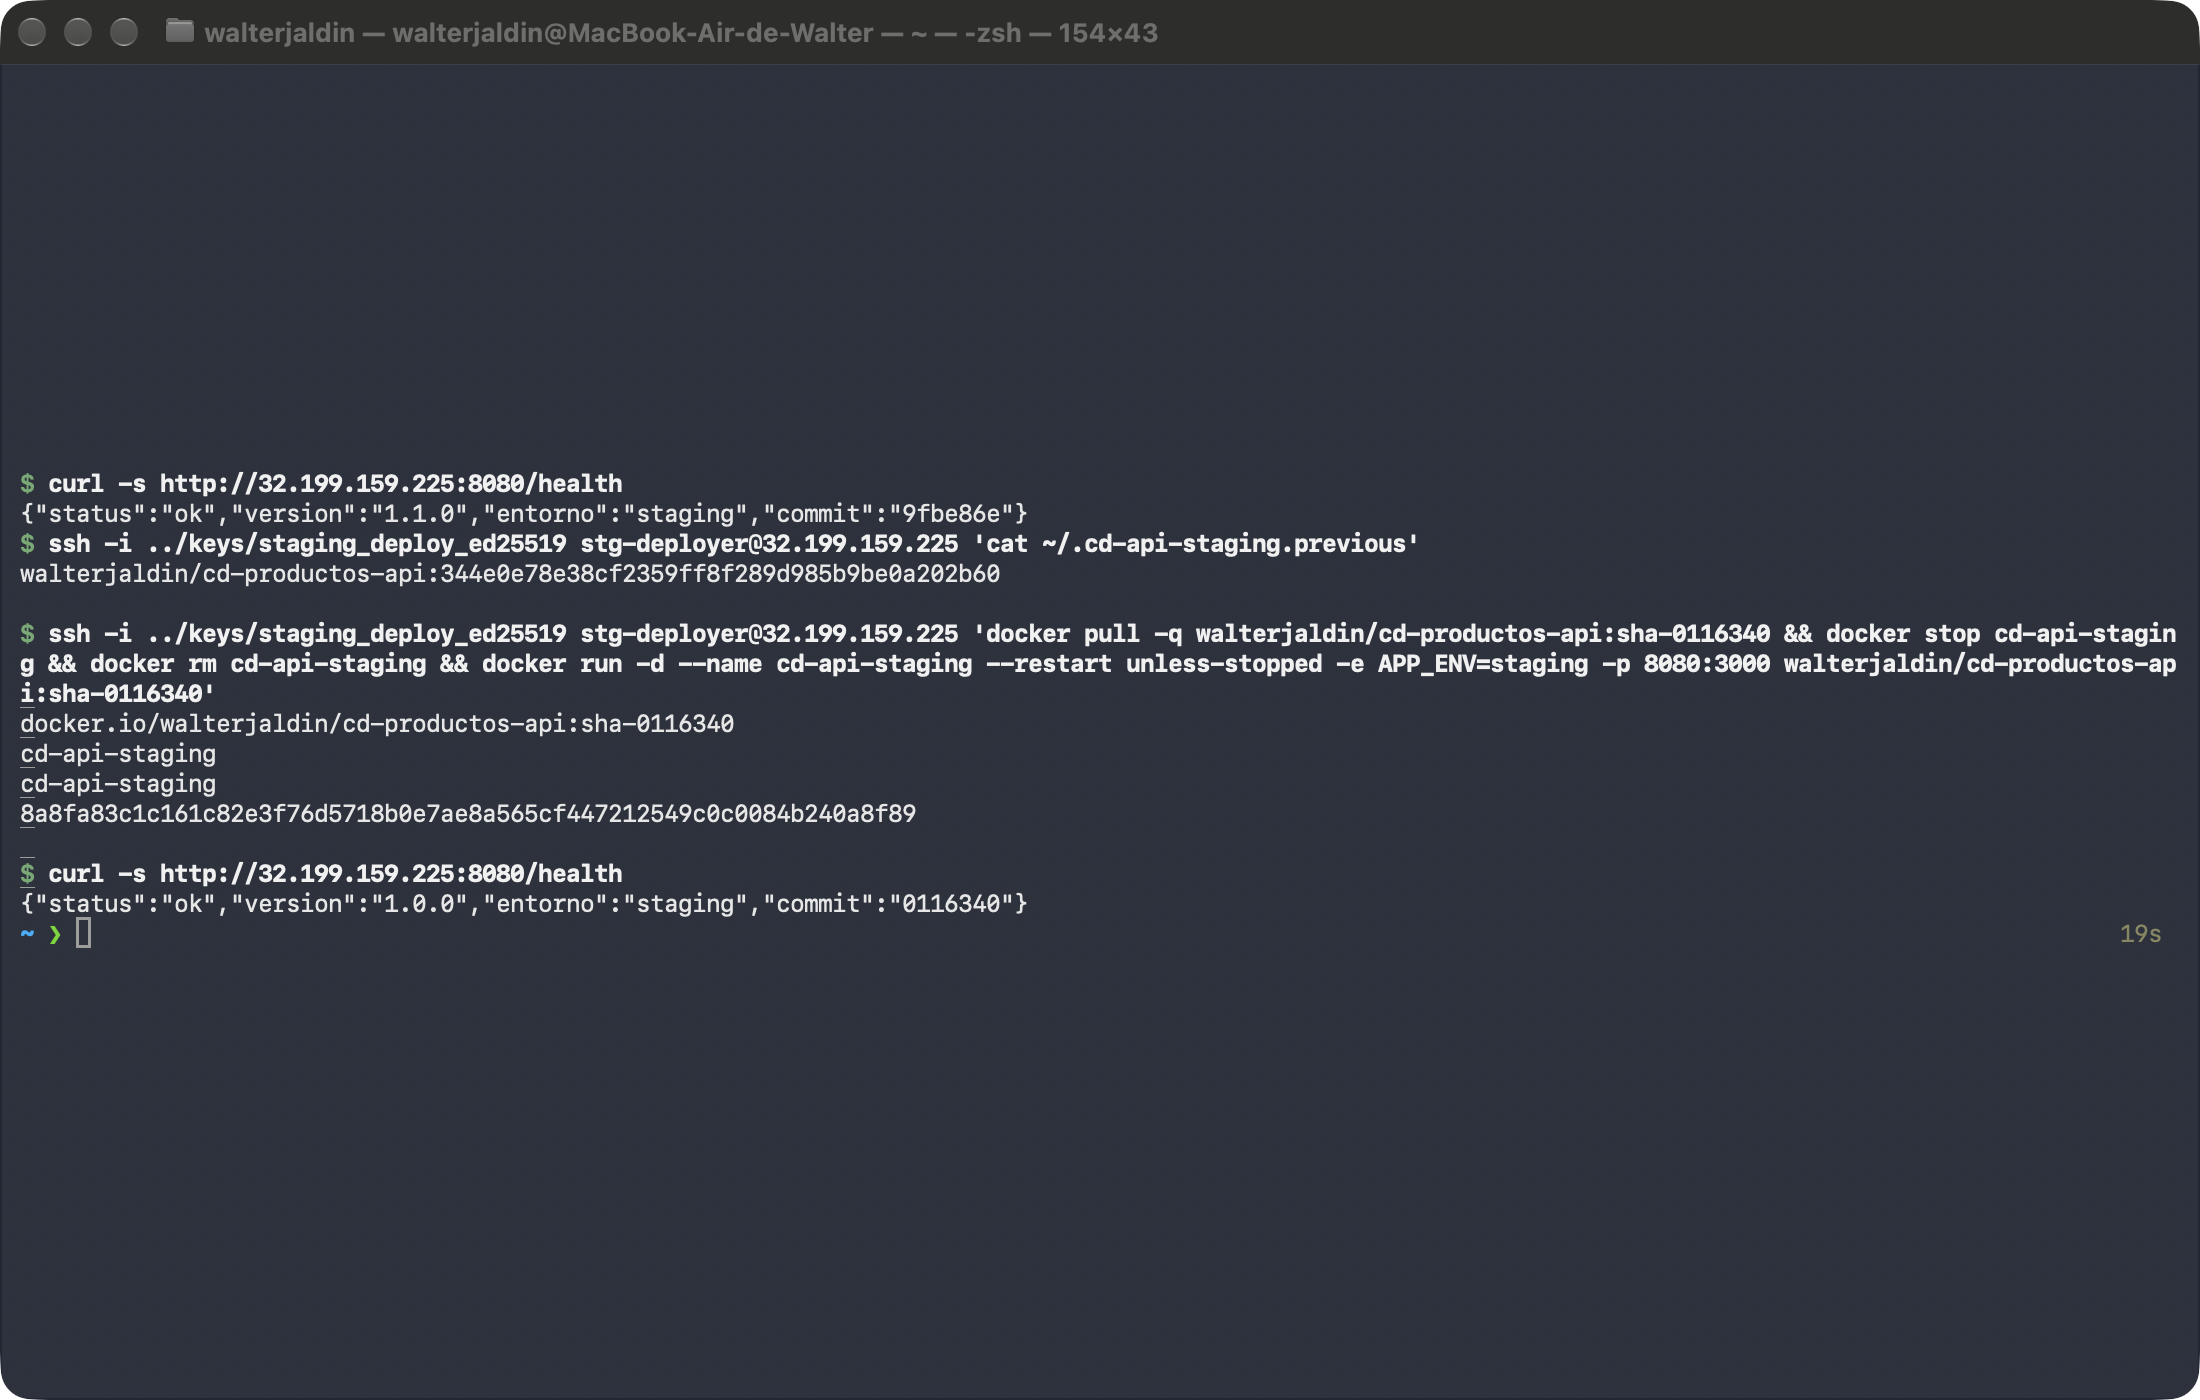 walterjaldin — walterjaldin@MacBook-Air-de-Walter — ~ — -zsh — 154×43
$ curl -s http://32.199.159.225:8080/health
{"status":"ok","version":"1.1.0","entorno":"staging","commit":"9fbe86e"}
$ ssh -i ../keys/staging_deploy_ed25519 stg-deployer@32.199.159.225 'cat ~/.cd-api-staging.previous'
walterjaldin/cd-productos-api:344e0e78e38cf2359ff8f289d985b9be0a202b60
$ ssh -i ../keys/staging_deploy_ed25519 stg-deployer@32.199.159.225 'docker pull -q walterjaldin/cd-productos-api:sha-0116340 && docker stop cd-api-stagin
g && docker rm cd-api-staging && docker run -d --name cd-api-staging --restart unless-stopped -e APP_ENV=staging -p 8080:3000 walterjaldin/cd-productos-ap
i:sha-0116340'
docker.io/walterjaldin/cd-productos-api:sha-0116340
cd-api-staging
cd-api-staging
8a8fa83c1c161c82e3f76d5718b0e7ae8a565cf447212549c0c0084b240a8f89
$ curl -s http://32.199.159.225:8080/health
{"status":"ok","version":"1.0.0","entorno":"staging","commit":"0116340"}
~ ❯ 19s